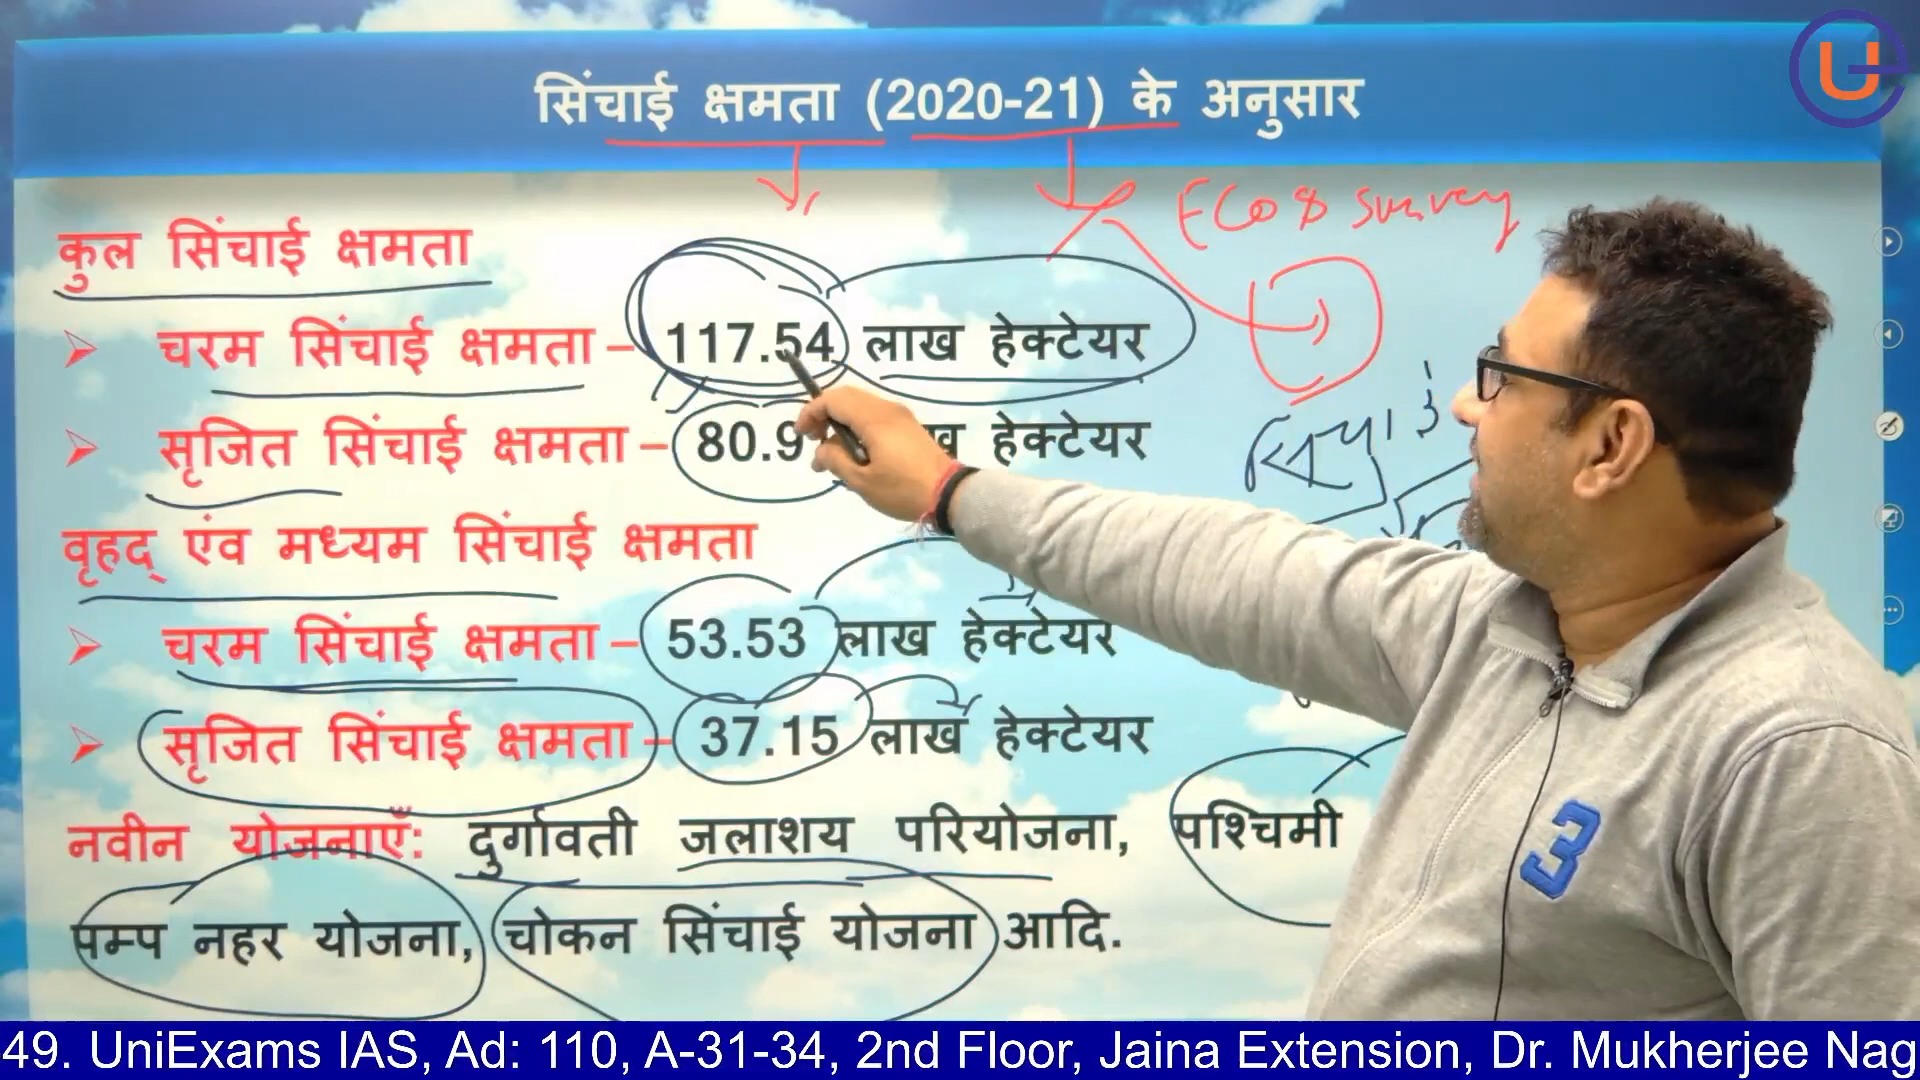 सिंचाई क्षमता (2020-21) के अनुसार
Eco survey
कुल सिंचाई क्षमता
चरम सिंचाई क्षमता – 117.54 लाख हेक्टेयर
सृजित सिंचाई क्षमता – 80.9 हेक्टेयर
वृहद् एंव मध्यम सिंचाई क्षमता
चरम सिंचाई क्षमता – 53.53 लाख हेक्टेयर
सृजित सिंचाई क्षमता – 37.15 लाख हेक्टेयर
नवीन योजनाएँ: दुर्गावती जलाशय परियोजना, पश्चिमी
पम्प नहर योजना, चोकन सिंचाई योजना आदि.
3
49. UniExams IAS, Ad: 110, A-31-34, 2nd Floor, Jaina Extension, Dr. Mukherjee Nag